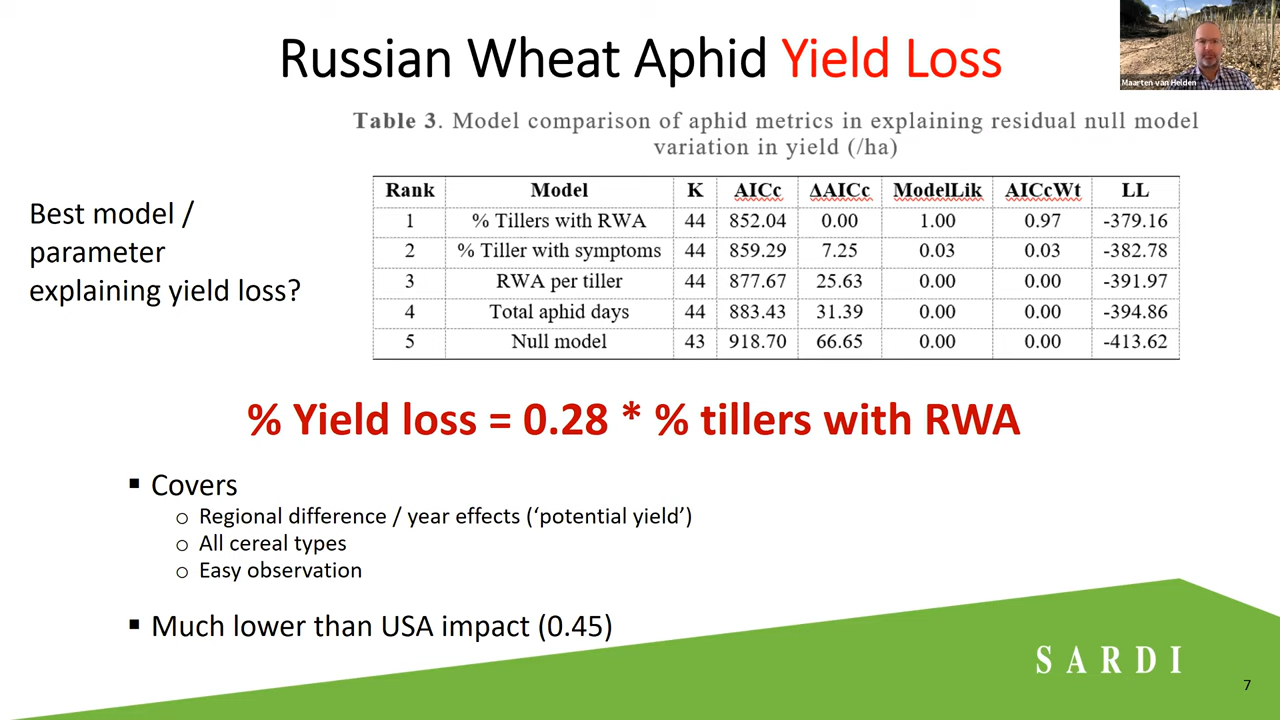 Russian Wheat Aphid Yield Loss
Maarten van Helden
Table 3. Model comparison of aphid metrics in explaining residual null model
variation in yield (/ha)
Best model /
parameter
explaining yield loss?
Rank Model K AICc ΔAICc ModelLik AICcWt LL
1 % Tillers with RWA 44 852.04 0.00 1.00 0.97 -379.16
2 % Tiller with symptoms 44 859.29 7.25 0.03 0.03 -382.78
3 RWA per tiller 44 877.67 25.63 0.00 0.00 -391.97
4 Total aphid days 44 883.43 31.39 0.00 0.00 -394.86
5 Null model 43 918.70 66.65 0.00 0.00 -413.62
% Yield loss = 0.28 * % tillers with RWA
▪ Covers
o Regional difference / year effects (‘potential yield’)
o All cereal types
o Easy observation
▪ Much lower than USA impact (0.45)
SARDI
7